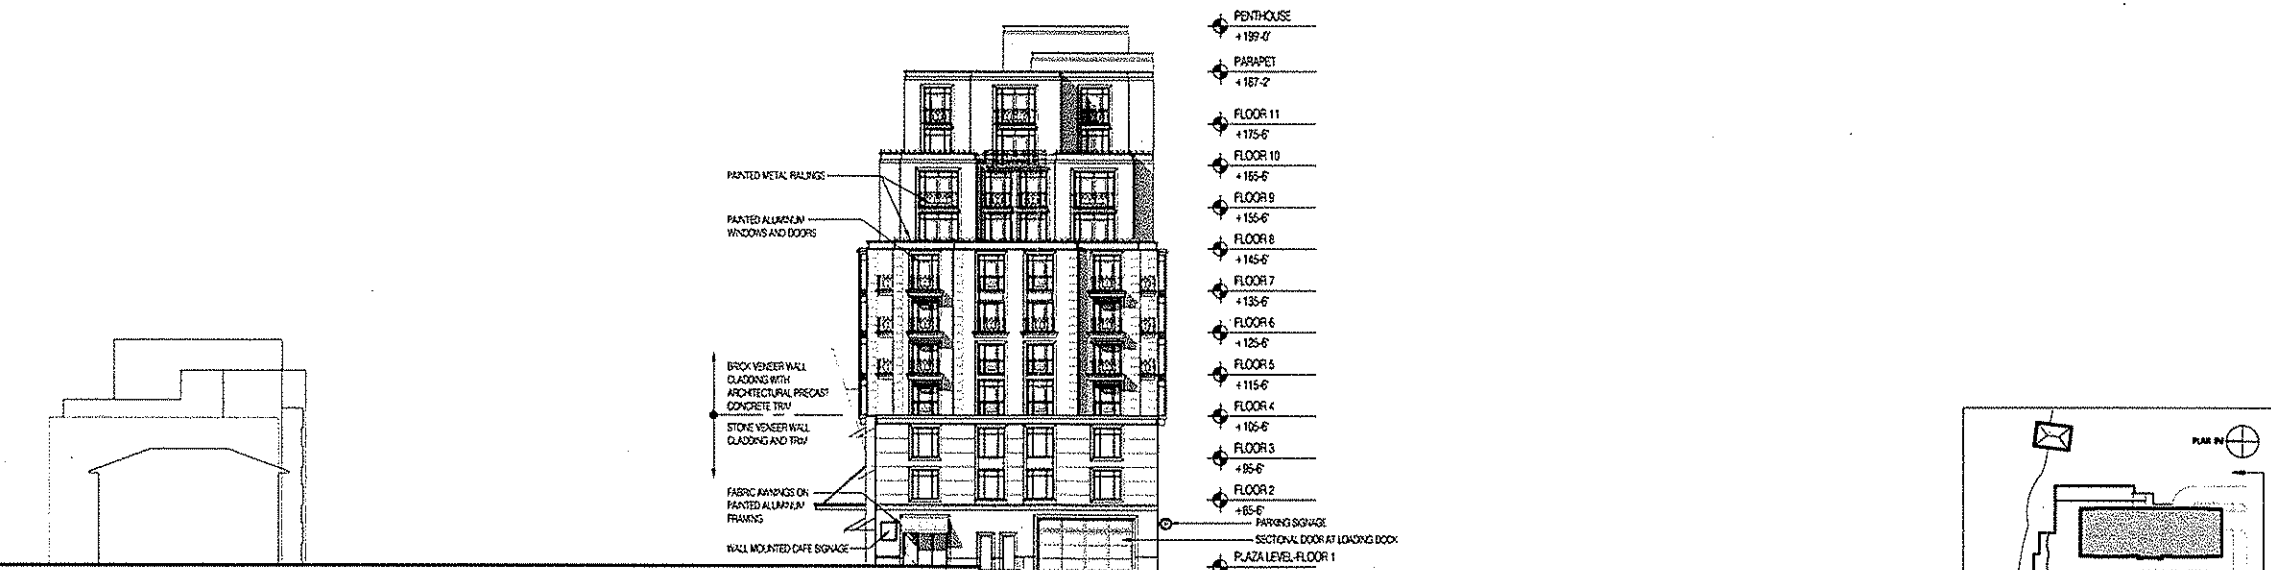 PENTHOUSE
+199'-0"
PARAPET
+187'-2"
FLOOR 11
+175'-6"
FLOOR 10
+165'-6"
FLOOR 9
+155'-6"
FLOOR 8
+145'-6"
FLOOR 7
+135'-6"
FLOOR 6
+125'-6"
FLOOR 5
+115'-6"
FLOOR 4
+105'-6"
FLOOR 3
+95'-6"
FLOOR 2
+85'-6"
PLAZA LEVEL-FLOOR 1
PAINTED METAL RAILINGS
PAINTED ALUMINUM
WINDOWS AND DOORS
BRICK VENEER WALL
CLADDING WITH
ARCHITECTURAL PRECAST
CONCRETE TRIM
STONE VENEER WALL
CLADDING AND TRIM
FABRIC AWNINGS ON
PAINTED ALUMINUM
FRAMING
WALL MOUNTED CAFE SIGNAGE
PARKING SIGNAGE
SECTIONAL DOOR AT LOADING DOCK
PLAN